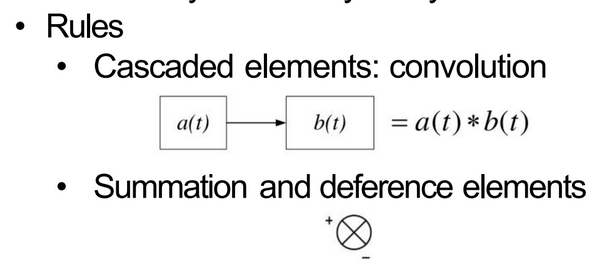 • Rules
• Cascaded elements: convolution
a(t) b(t) = a(t) * b(t)
• Summation and deference elements
+
−